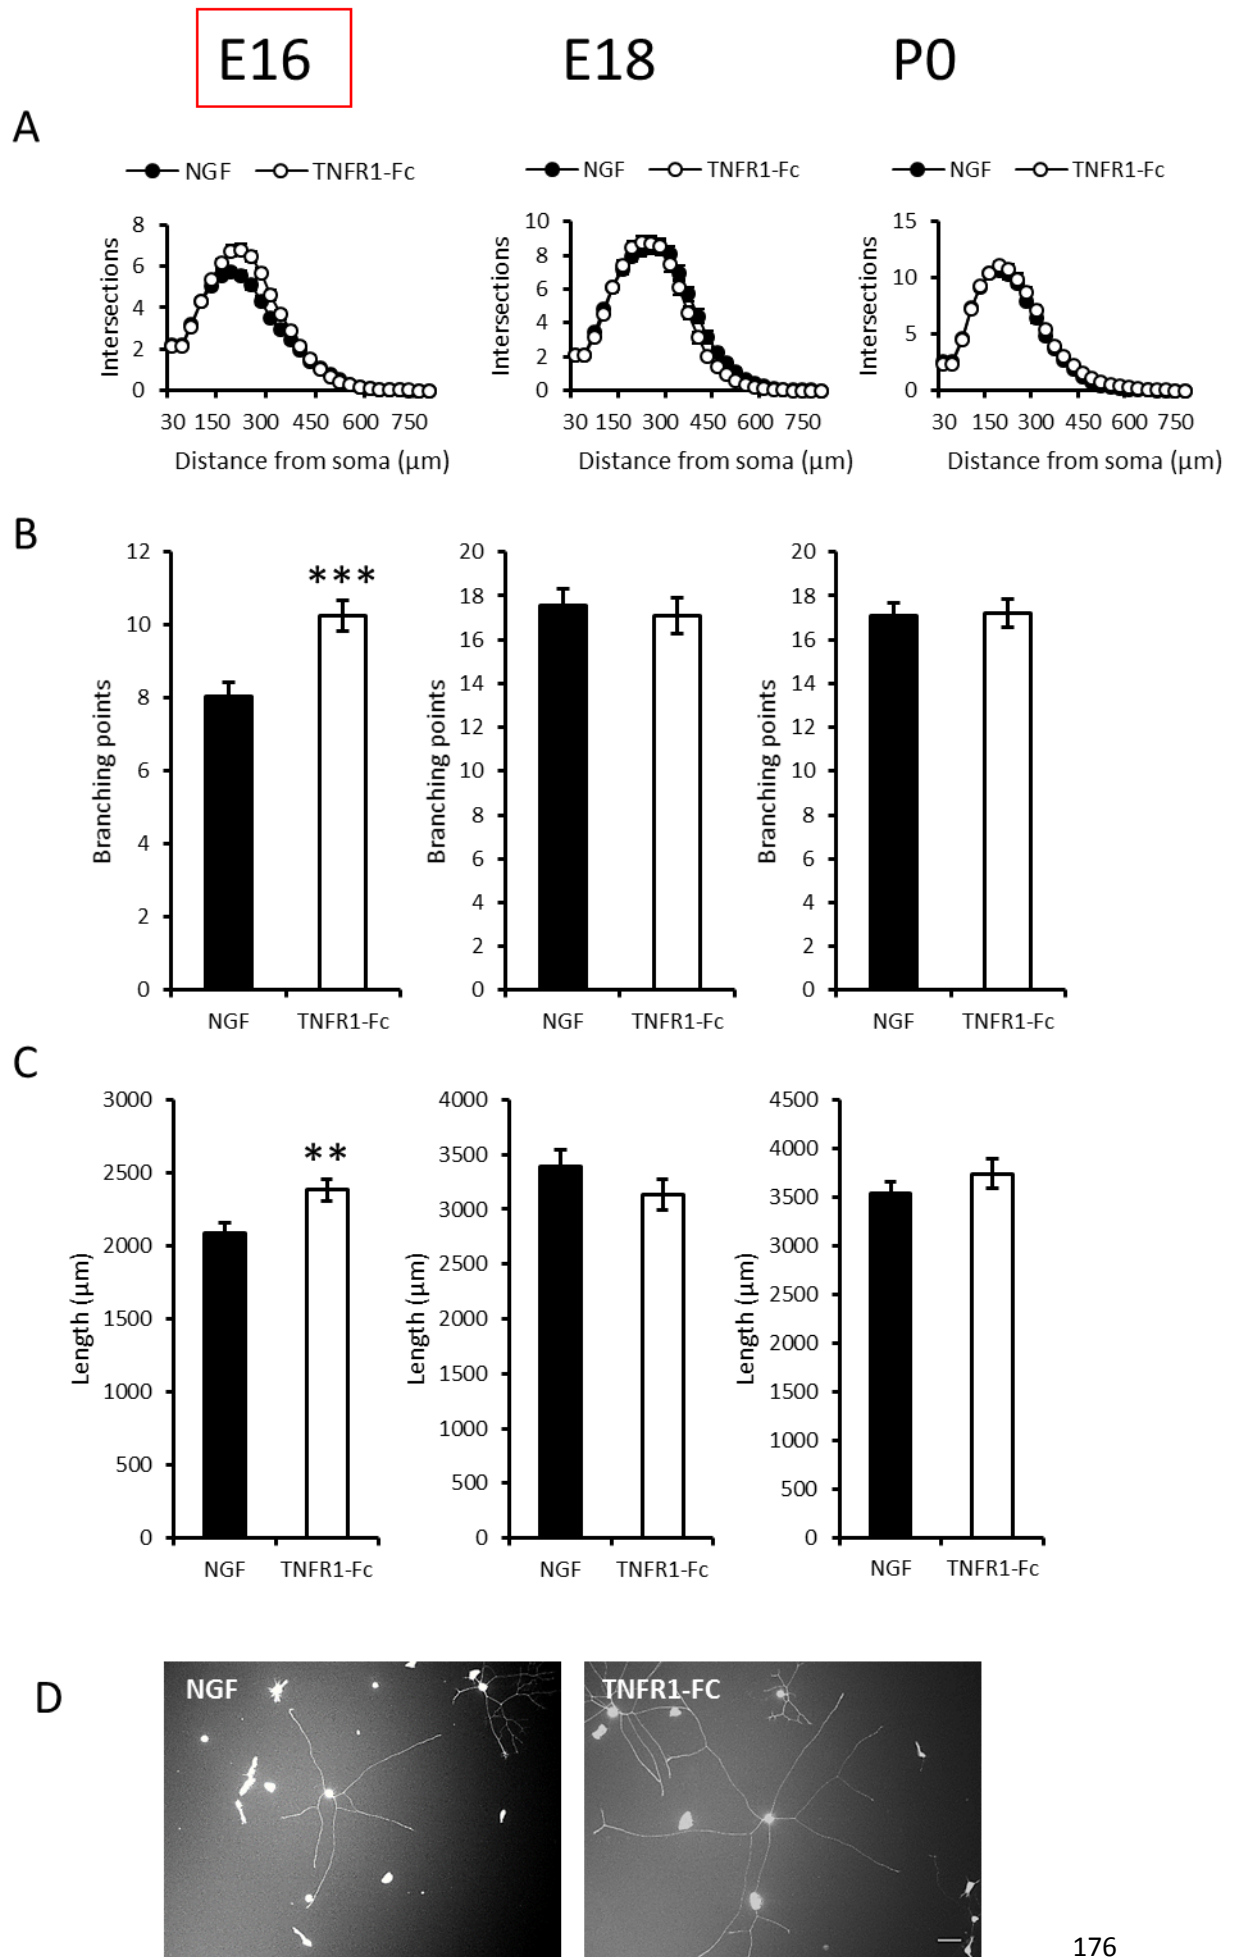 E16 E18 P0
A
NGF TNFR1-Fc NGF TNFR1-Fc NGF TNFR1-Fc
Intersections
8
6
4
2
0
30 150 300 450 600 750
Distance from soma (µm)
Intersections
10
8
6
4
2
0
30 150 300 450 600 750
Distance from soma (µm)
Intersections
15
10
5
0
30 150 300 450 600 750
Distance from soma (µm)
B
Branching points
12
10
8
6
4
2
0
***
NGF TNFR1-Fc
Branching points
20
18
16
14
12
10
8
6
4
2
0
NGF TNFR1-Fc
Branching points
20
18
16
14
12
10
8
6
4
2
0
NGF TNFR1-Fc
C
Length (µm)
3000
2500
2000
1500
1000
500
0
**
NGF TNFR1-Fc
Length (µm)
4000
3500
3000
2500
2000
1500
1000
500
0
NGF TNFR1-Fc
Length (µm)
4500
4000
3500
3000
2500
2000
1500
1000
500
0
NGF TNFR1-Fc
D
NGF
TNFR1-FC
176